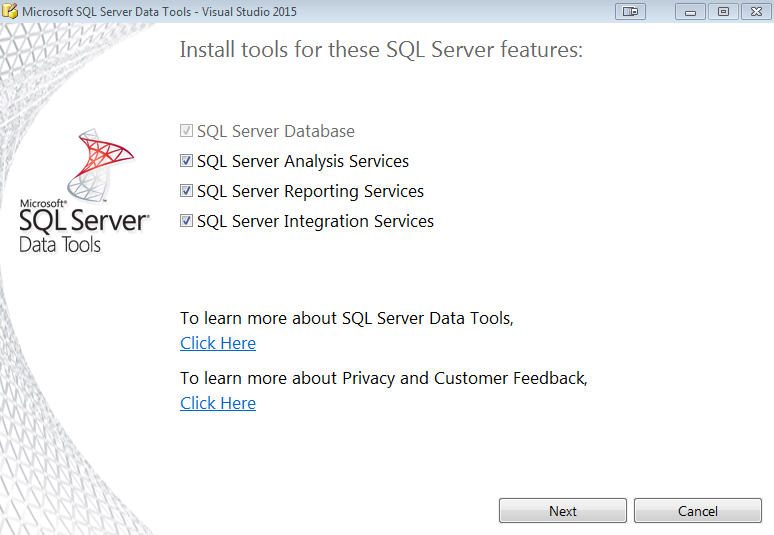 Microsoft SQL Server Data Tools - Visual Studio 2015
Install tools for these SQL Server features:
SQL Server Database
SQL Server Analysis Services
SQL Server Reporting Services
SQL Server Integration Services
Microsoft®
SQL Server®
Data Tools
To learn more about SQL Server Data Tools,
Click Here
To learn more about Privacy and Customer Feedback,
Click Here
Next
Cancel